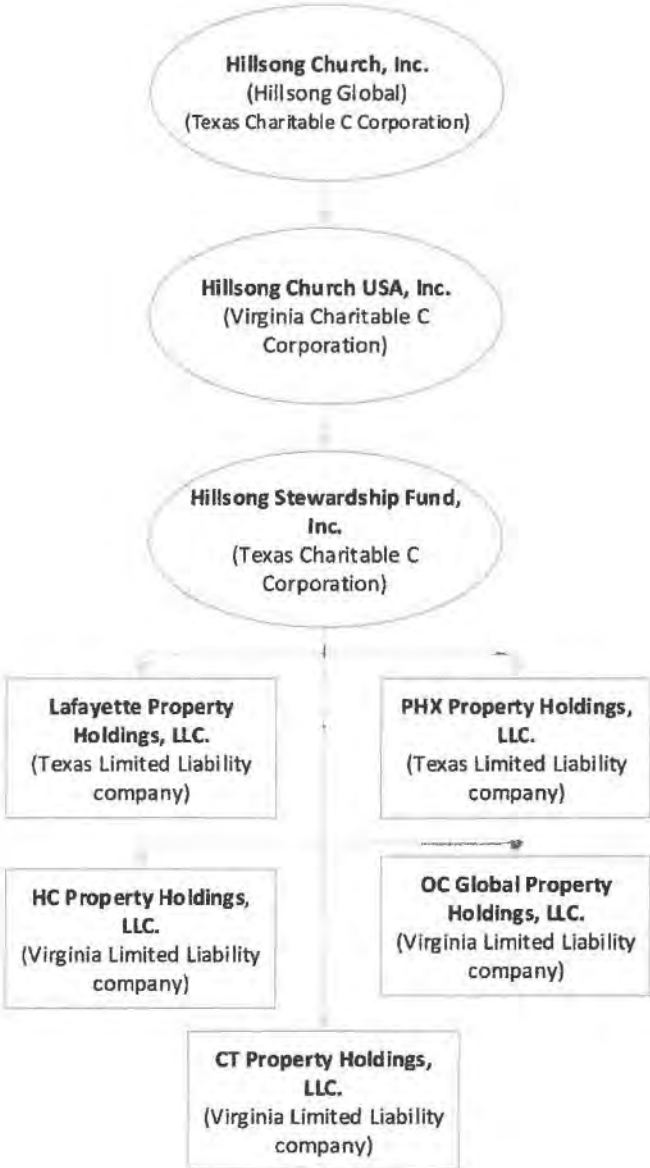 Hillsong Church, Inc.
(Hillsong Global)
(Texas Charitable C Corporation)
Hillsong Church USA, Inc.
(Virginia Charitable C
Corporation)
Hillsong Stewardship Fund,
Inc.
(Texas Charitable C
Corporation)
Lafayette Property
Holdings, LLC.
(Texas Limited Liability
company)
PHX Property Holdings,
LLC.
(Texas Limited Liability
company)
HC Property Holdings,
LLC.
(Virginia Limited Liability
company)
OC Global Property
Holdings, LLC.
(Virginia Limited Liability
company)
CT Property Holdings,
LLC.
(Virginia Limited Liability
company)